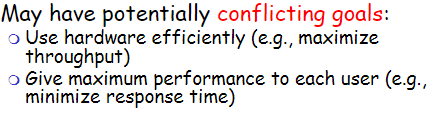 May have potentially conflicting goals:
Use hardware efficiently (e.g., maximize
throughput)
Give maximum performance to each user (e.g.,
minimize response time)